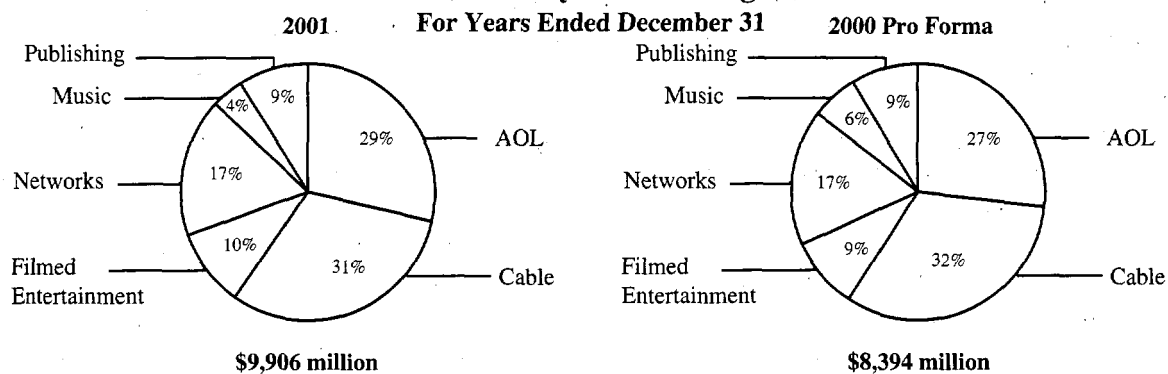 For Years Ended December 31
2001
2000 Pro Forma
Publishing
Music
Networks
Filmed
Entertainment
AOL
Cable
4%
9%
29%
17%
10%
31%
$9,906 million
Publishing
Music
Networks
Filmed
Entertainment
AOL
Cable
6%
9%
27%
17%
9%
32%
$8,394 million